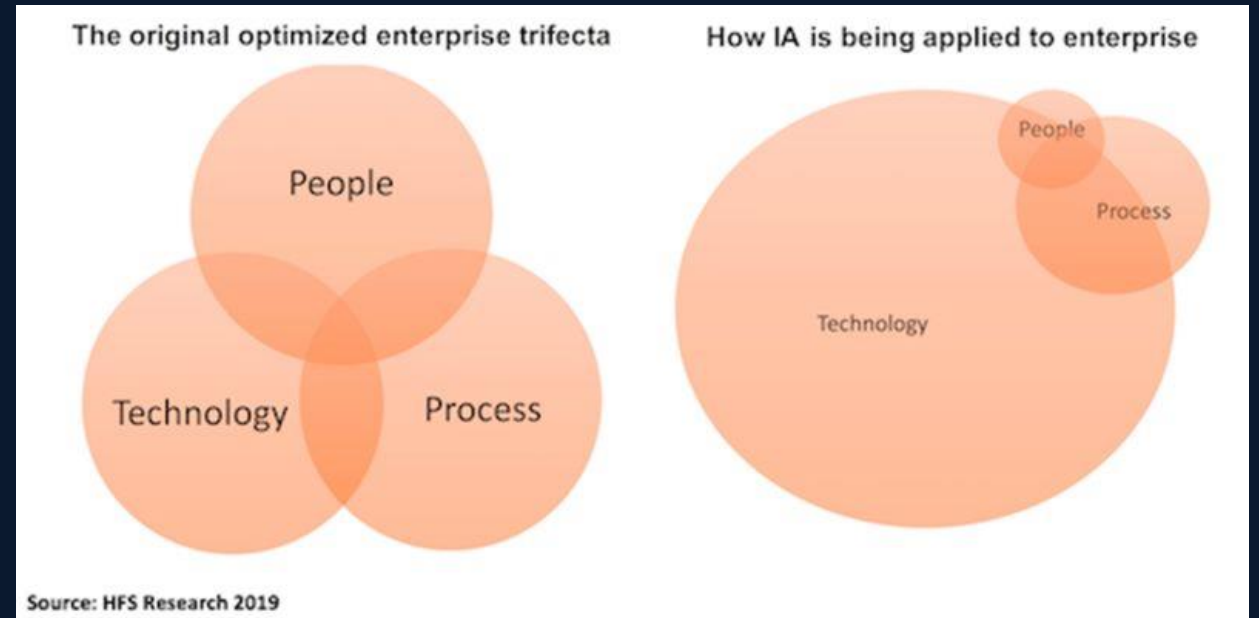 The original optimized enterprise trifecta
People
Technology
Process
How IA is being applied to enterprise
People
Process
Technology
Source: HFS Research 2019